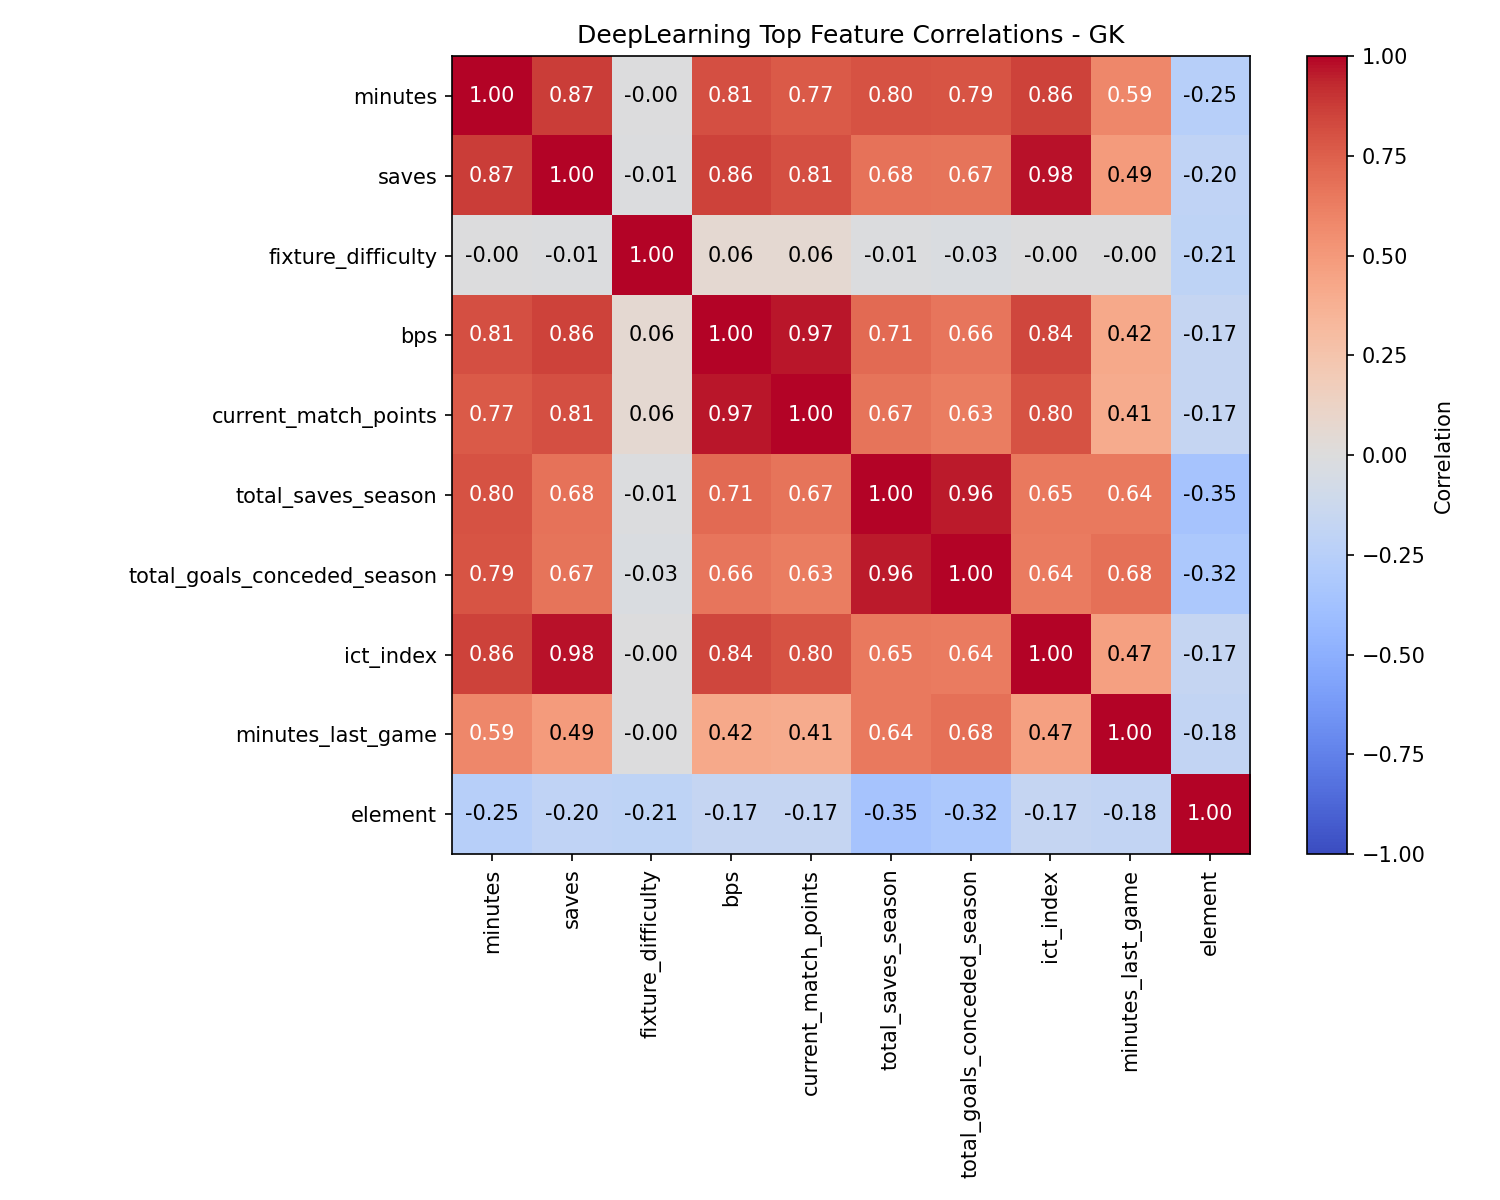 DeepLearning Top Feature Correlations - GK
minutes 1.00 0.87 -0.00 0.81 0.77 0.80 0.79 0.86 0.59 -0.25
saves 0.87 1.00 -0.01 0.86 0.81 0.68 0.67 0.98 0.49 -0.20
fixture_difficulty -0.00 -0.01 1.00 0.06 0.06 -0.01 -0.03 -0.00 -0.00 -0.21
bps 0.81 0.86 0.06 1.00 0.97 0.71 0.66 0.84 0.42 -0.17
current_match_points 0.77 0.81 0.06 0.97 1.00 0.67 0.63 0.80 0.41 -0.17
total_saves_season 0.80 0.68 -0.01 0.71 0.67 1.00 0.96 0.65 0.64 -0.35
total_goals_conceded_season 0.79 0.67 -0.03 0.66 0.63 0.96 1.00 0.64 0.68 -0.32
ict_index 0.86 0.98 -0.00 0.84 0.80 0.65 0.64 1.00 0.47 -0.17
minutes_last_game 0.59 0.49 -0.00 0.42 0.41 0.64 0.68 0.47 1.00 -0.18
element -0.25 -0.20 -0.21 -0.17 -0.17 -0.35 -0.32 -0.17 -0.18 1.00
minutes
saves
fixture_difficulty
bps
current_match_points
total_saves_season
total_goals_conceded_season
ict_index
minutes_last_game
element
1.00
0.75
0.50
0.25
0.00
−0.25
−0.50
−0.75
−1.00
Correlation